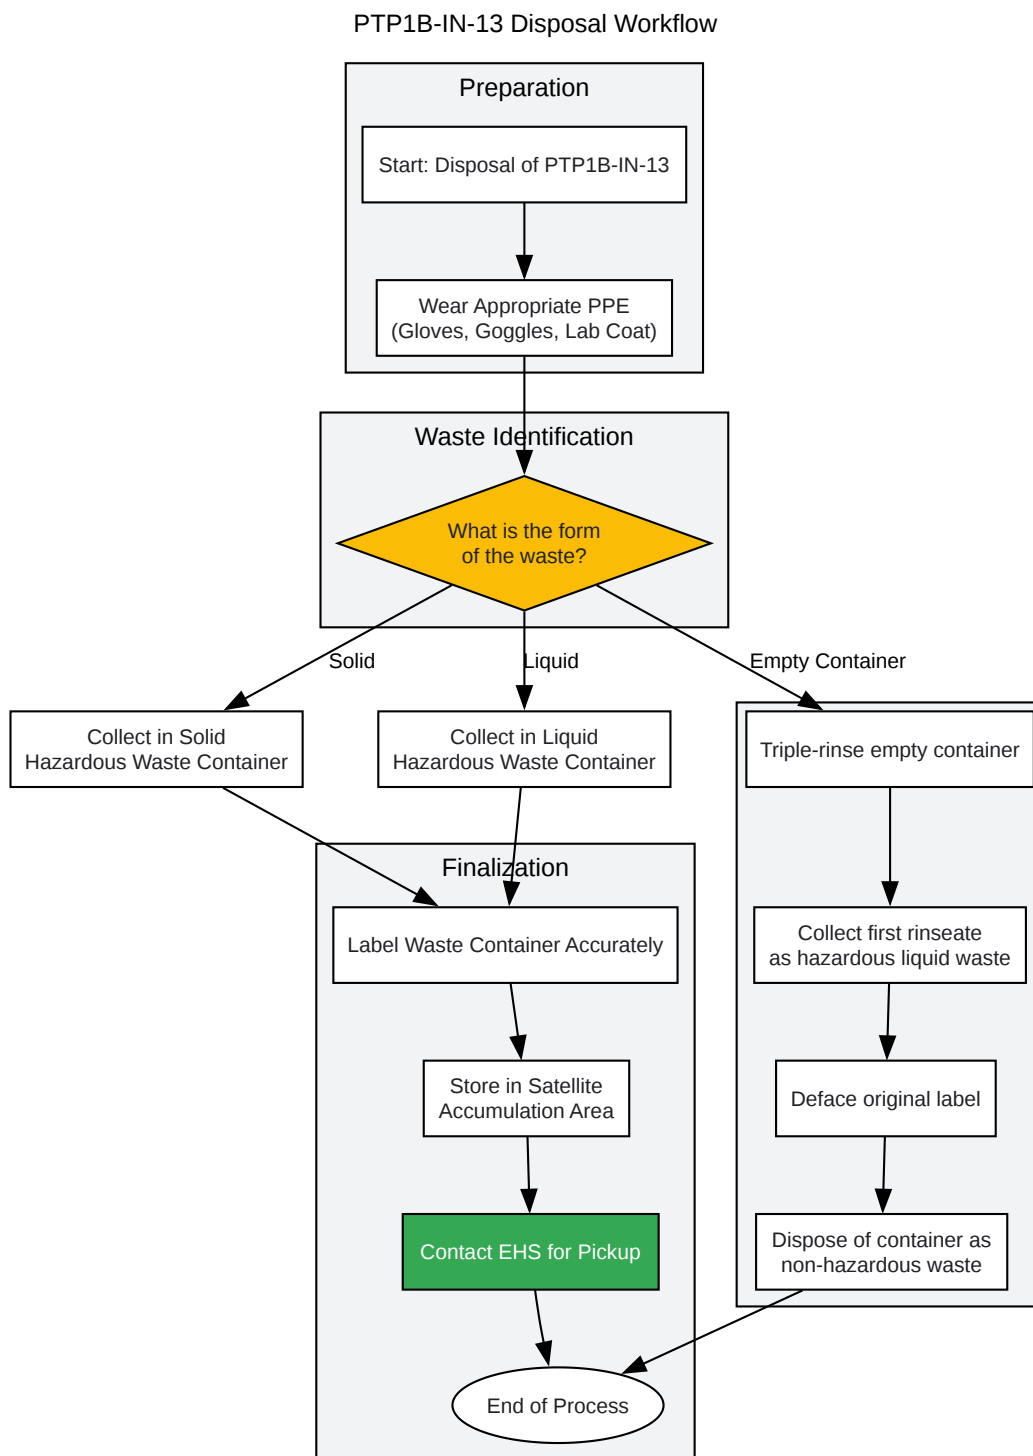 PTP1B-IN-13 Disposal Workflow
Preparation
Start: Disposal of PTP1B-IN-13
Wear Appropriate PPE
(Gloves, Goggles, Lab Coat)
Waste Identification
What is the form
of the waste?
Solid
Liquid
Empty Container
Collect in Solid
Hazardous Waste Container
Collect in Liquid
Hazardous Waste Container
Triple-rinse empty container
Finalization
Label Waste Container Accurately
Collect first rinseate
as hazardous liquid waste
Store in Satellite
Accumulation Area
Deface original label
Contact EHS for Pickup
Dispose of container as
non-hazardous waste
End of Process